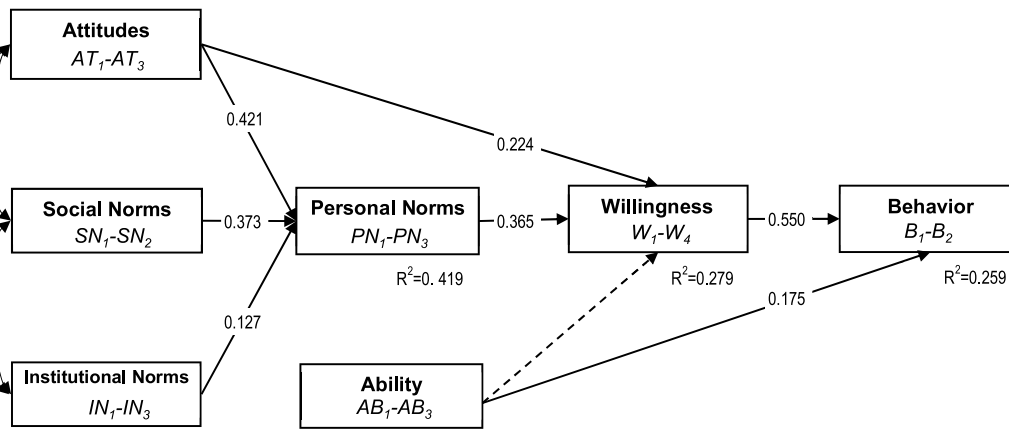 Attitudes
AT₁-AT₃
0.421
0.224
Social Norms
SN₁-SN₂
0.373
Personal Norms
PN₁-PN₃
0.365
Willingness
W₁-W₄
0.550
Behavior
B₁-B₂
R²=0. 419
R²=0.279
R²=0.259
0.175
0.127
Institutional Norms
IN₁-IN₃
Ability
AB₁-AB₃